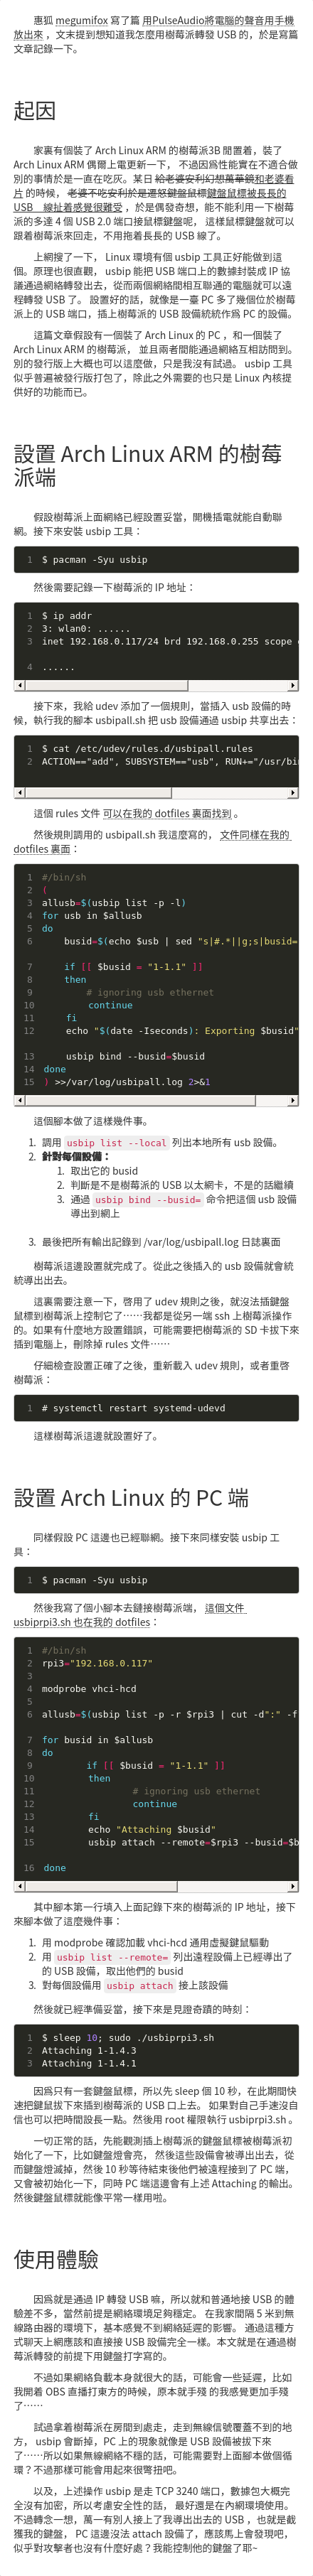 惠狐 megumifox 寫了篇 用PulseAudio將電腦的聲音用手機
放出來 ，文末提到想知道我怎麼用樹莓派轉發 USB 的，於是寫篇
文章記錄一下。
起因
家裏有個裝了 Arch Linux ARM 的樹莓派3B 閒置着，裝了
Arch Linux ARM 偶爾上電更新一下， 不過因爲性能實在不適合做
別的事情於是一直在吃灰。某日 給老婆安利幻想萬華鏡和老婆看
片 的時候， 老婆不吃安利於是遷怒鍵盤鼠標鍵盤鼠標被長長的
USB 線扯着感覺很難受 ，於是偶發奇想，能不能利用一下樹莓
派的多達 4 個 USB 2.0 端口接鼠標鍵盤呢， 這樣鼠標鍵盤就可以
跟着樹莓派來回走，不用拖着長長的 USB 線了。
上網搜了一下， Linux 環境有個 usbip 工具正好能做到這
個。原理也很直觀， usbip 能把 USB 端口上的數據封裝成 IP 協
議通過網絡轉發出去，從而兩個網絡間相互聯通的電腦就可以遠
程轉發 USB 了。 設置好的話，就像是一臺 PC 多了幾個位於樹莓
派上的 USB 端口，插上樹莓派的 USB 設備統統作爲 PC 的設備。
這篇文章假設有一個裝了 Arch Linux 的 PC ，和一個裝了
Arch Linux ARM 的樹莓派， 並且兩者間能通過網絡互相訪問到。
別的發行版上大概也可以這麼做，只是我沒有試過。 usbip 工具
似乎普遍被發行版打包了，除此之外需要的也只是 Linux 內核提
供好的功能而已。
設置 Arch Linux ARM 的樹莓
派端
假設樹莓派上面網絡已經設置妥當，開機插電就能自動聯
網。接下來安裝 usbip 工具：
1 $ pacman -Syu usbip
然後需要記錄一下樹莓派的 IP 地址：
1 $ ip addr
2 3: wlan0: ......
3 inet 192.168.0.117/24 brd 192.168.0.255 scope
4 ......
接下來，我給 udev 添加了一個規則，當插入 usb 設備的時
候，執行我的腳本 usbipall.sh 把 usb 設備通過 usbip 共享出去：
1 $ cat /etc/udev/rules.d/usbipall.rules
2 ACTION=="add", SUBSYSTEM=="usb", RUN+="/usr/bin
這個 rules 文件 可以在我的 dotfiles 裏面找到 。
然後規則調用的 usbipall.sh 我這麼寫的， 文件同樣在我的
dotfiles 裏面：
1 #/bin/sh
2 (
3 allusb=$(usbip list -p -l)
4 for usb in $allusb
5 do
6 busid=$(echo $usb | sed "s|#.*||g;s|busid=
7 if [[ $busid = "1-1.1" ]]
8 then
9 # ignoring usb ethernet
10 continue
11 fi
12 echo "$(date -Iseconds): Exporting $busid"
13 usbip bind --busid=$busid
14 done
15 ) >>/var/log/usbipall.log 2>&1
這個腳本做了這樣幾件事。
1. 調用 usbip list --local 列出本地所有 usb 設備。
2. 針對每個設備：
1. 取出它的 busid
2. 判斷是不是樹莓派的 USB 以太網卡，不是的話繼續
3. 通過 usbip bind --busid= 命令把這個 usb 設備
導出到網上
3. 最後把所有輸出記錄到 /var/log/usbipall.log 日誌裏面
樹莓派這邊設置就完成了。從此之後插入的 usb 設備就會統
統導出出去。
這裏需要注意一下，啓用了 udev 規則之後，就沒法插鍵盤
鼠標到樹莓派上控制它了……我都是從另一端 ssh 上樹莓派操作
的。如果有什麼地方設置錯誤，可能需要把樹莓派的 SD 卡拔下來
插到電腦上，刪除掉 rules 文件……
仔細檢查設置正確了之後，重新載入 udev 規則，或者重啓
樹莓派：
1 # systemctl restart systemd-udevd
這樣樹莓派這邊就設置好了。
設置 Arch Linux 的 PC 端
同樣假設 PC 這邊也已經聯網。接下來同樣安裝 usbip 工
具：
1 $ pacman -Syu usbip
然後我寫了個小腳本去鏈接樹莓派端， 這個文件
usbiprpi3.sh 也在我的 dotfiles：
1 #/bin/sh
2 rpi3="192.168.0.117"
3
4 modprobe vhci-hcd
5
6 allusb=$(usbip list -p -r $rpi3 | cut -d":" -f
7 for busid in $allusb
8 do
9 if [[ $busid = "1-1.1" ]]
10 then
11 # ignoring usb ethernet
12 continue
13 fi
14 echo "Attaching $busid"
15 usbip attach --remote=$rpi3 --busid=$b
16 done
其中腳本第一行填入上面記錄下來的樹莓派的 IP 地址，接下
來腳本做了這麼幾件事：
1. 用 modprobe 確認加載 vhci-hcd 通用虛擬鍵鼠驅動
2. 用 usbip list --remote= 列出遠程設備上已經導出了
的 USB 設備，取出他們的 busid
3. 對每個設備用 usbip attach 接上該設備
然後就已經準備妥當，接下來是見證奇蹟的時刻：
1 $ sleep 10; sudo ./usbiprpi3.sh
2 Attaching 1-1.4.3
3 Attaching 1-1.4.1
因爲只有一套鍵盤鼠標，所以先 sleep 個 10 秒，在此期間快
速把鍵鼠拔下來插到樹莓派的 USB 口上去。 如果對自己手速沒自
信也可以把時間設長一點。然後用 root 權限執行 usbiprpi3.sh 。
一切正常的話，先能觀測插上樹莓派的鍵盤鼠標被樹莓派初
始化了一下，比如鍵盤燈會亮， 然後這些設備會被導出出去，從
而鍵盤燈滅掉，然後 10 秒等待結束後他們被遠程接到了 PC 端，
又會被初始化一下，同時 PC 端這邊會有上述 Attaching 的輸出。
然後鍵盤鼠標就能像平常一樣用啦。
使用體驗
因爲就是通過 IP 轉發 USB 嘛，所以就和普通地接 USB 的體
驗差不多，當然前提是網絡環境足夠穩定。 在我家間隔 5 米到無
線路由器的環境下，基本感覺不到網絡延遲的影響。 通過這種方
式聊天上網應該和直接接 USB 設備完全一樣。本文就是在通過樹
莓派轉發的前提下用鍵盤打字寫的。
不過如果網絡負載本身就很大的話，可能會一些延遲，比如
我開着 OBS 直播打東方的時候，原本就手殘 的我感覺更加手殘
了……
試過拿着樹莓派在房間到處走，走到無線信號覆蓋不到的地
方， usbip 會斷掉，PC 上的現象就像是 USB 設備被拔下來
了……所以如果無線網絡不穩的話，可能需要對上面腳本做個循
環？不過那樣可能會用起來很彆扭吧。
以及，上述操作 usbip 是走 TCP 3240 端口，數據包大概完
全沒有加密，所以考慮安全性的話， 最好還是在內網環境使用。
不過轉念一想，萬一有別人接上了我導出出去的 USB ，也就是截
獲我的鍵盤， PC 這邊沒法 attach 設備了，應該馬上會發現吧，
似乎對攻擊者也沒有什麼好處？我能控制他的鍵盤了耶~